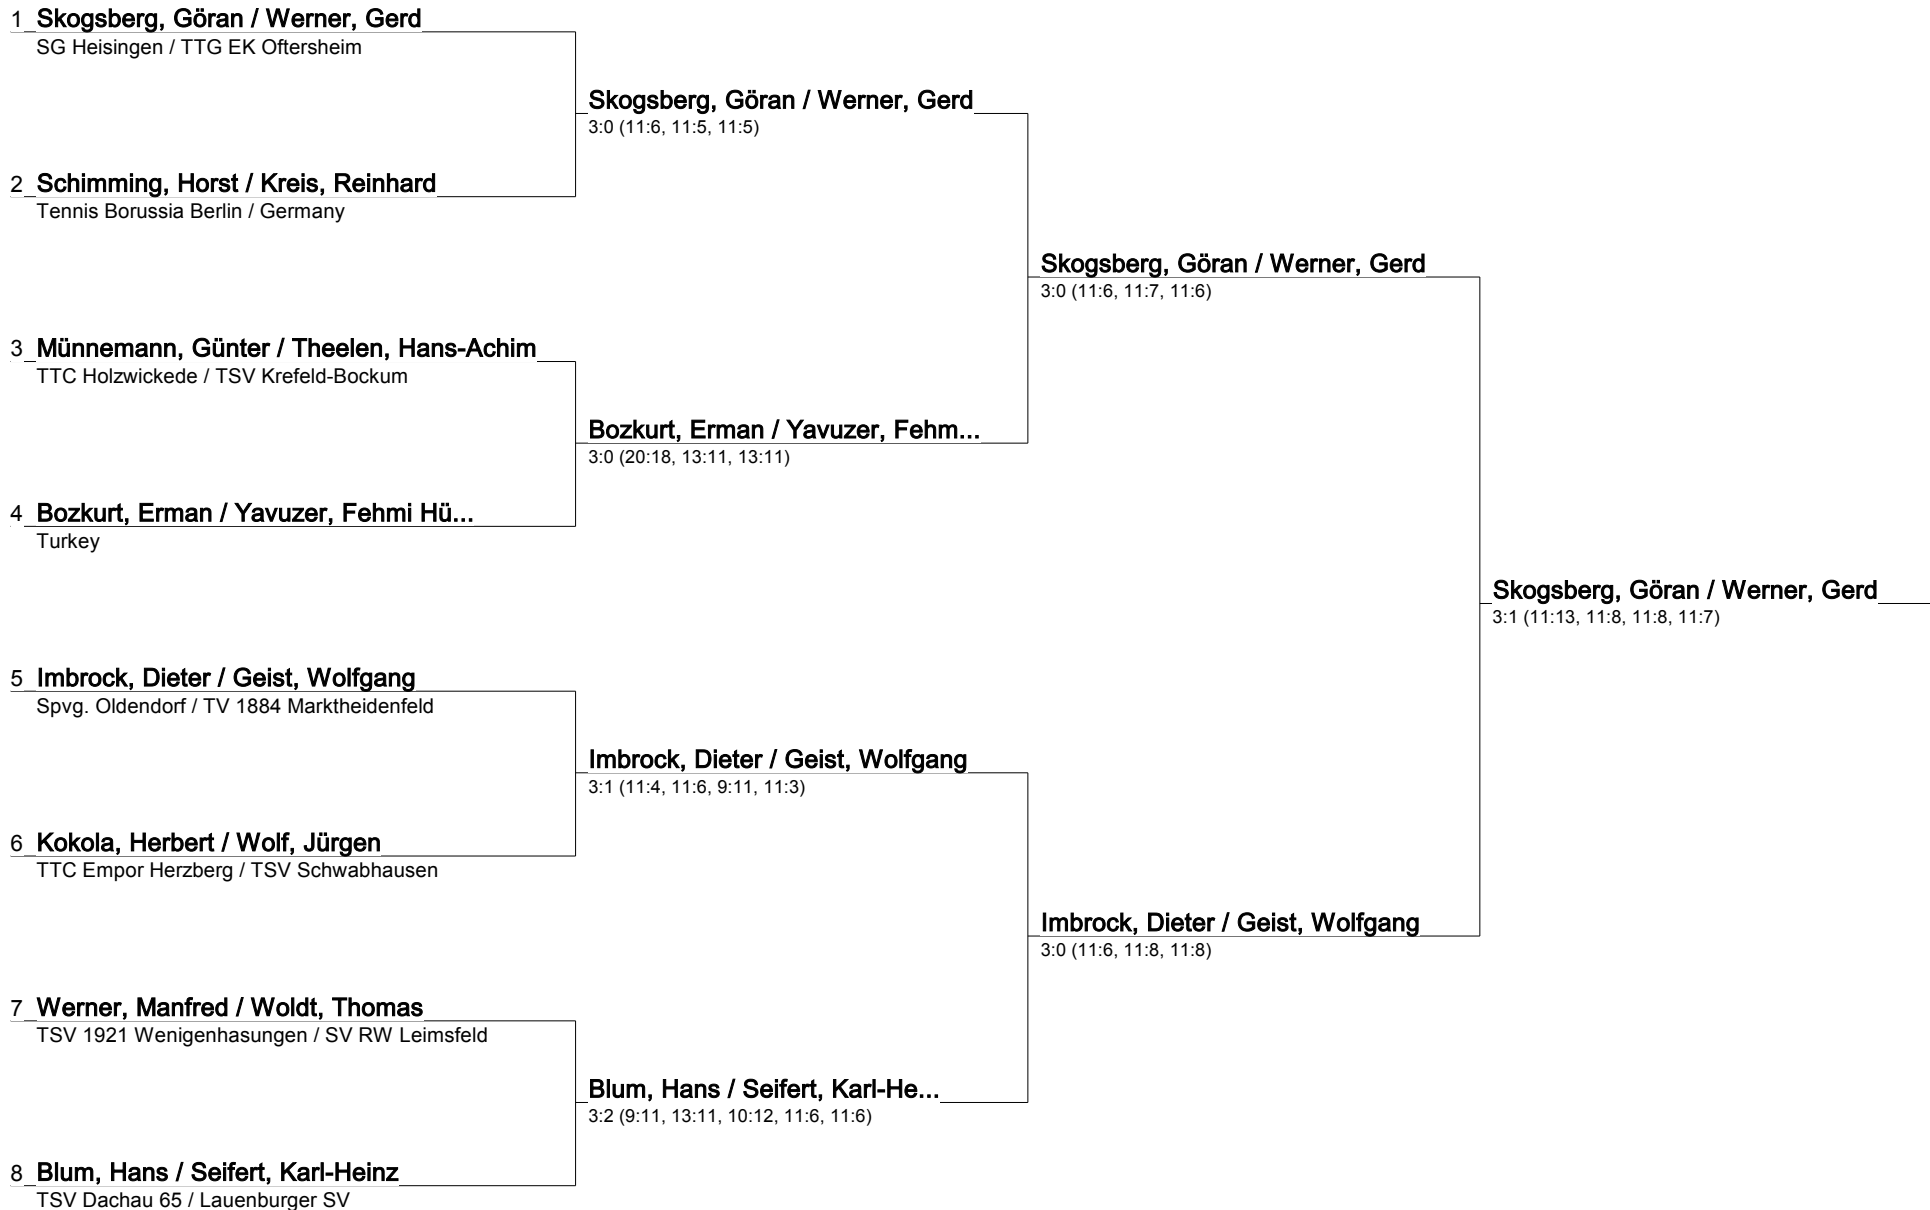 1 Skogsberg, Göran / Werner, Gerd
SG Heisingen / TTG EK Oftersheim
Skogsberg, Göran / Werner, Gerd
3:0 (11:6, 11:5, 11:5)
2 Schimming, Horst / Kreis, Reinhard
Tennis Borussia Berlin / Germany
Skogsberg, Göran / Werner, Gerd
3:0 (11:6, 11:7, 11:6)
3 Münnemann, Günter / Theelen, Hans-Achim
TTC Holzwickede / TSV Krefeld-Bockum
Bozkurt, Erman / Yavuzer, Fehm...
3:0 (20:18, 13:11, 13:11)
4 Bozkurt, Erman / Yavuzer, Fehmi Hü...
Turkey
Skogsberg, Göran / Werner, Gerd
3:1 (11:13, 11:8, 11:8, 11:7)
5 Imbrock, Dieter / Geist, Wolfgang
Spvg. Oldendorf / TV 1884 Marktheidenfeld
Imbrock, Dieter / Geist, Wolfgang
3:1 (11:4, 11:6, 9:11, 11:3)
6 Kokola, Herbert / Wolf, Jürgen
TTC Empor Herzberg / TSV Schwabhausen
Imbrock, Dieter / Geist, Wolfgang
3:0 (11:6, 11:8, 11:8)
7 Werner, Manfred / Woldt, Thomas
TSV 1921 Wenigenhasungen / SV RW Leimsfeld
Blum, Hans / Seifert, Karl-He...
3:2 (9:11, 13:11, 10:12, 11:6, 11:6)
8 Blum, Hans / Seifert, Karl-Heinz
TSV Dachau 65 / Lauenburger SV